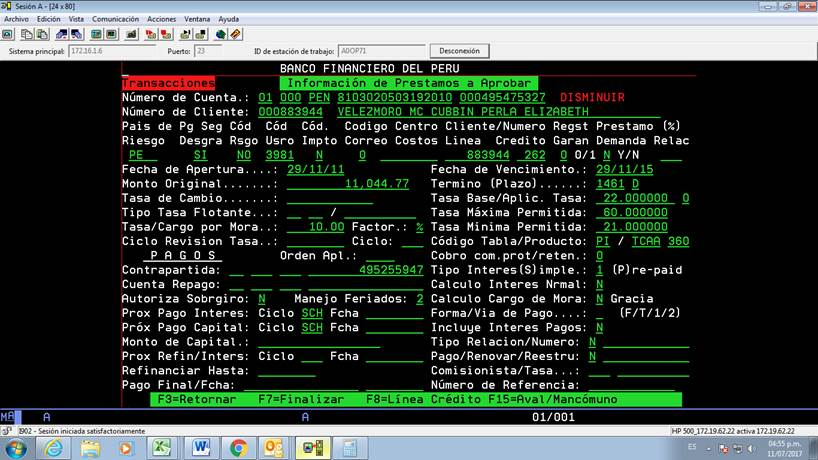 Sesión A - [24 x 80]
Archivo Edición Vista Comunicación Acciones Ventana Ayuda
Sistema principal: 172.16.1.6 Puerto: 23 ID de estación de trabajo: ADOP71 Desconexión
BANCO FINANCIERO DEL PERU
Transacciones Información de Prestamos a Aprobar
Número de Cuenta.: 01 000 PEN 8103020503192010 000495475327 DISMINUIR
Número de Cliente: 000883944 VELEZMORO MC CUBBIN PERLA ELIZABETH
Pais de Pg Seg Cód Cód Cód. Codigo Centro Cliente/Numero Regst Prestamo (%)
Riesgo Desgra Rsgo Usro Impto Correo Costos Linea Credito Garan Demanda Relac
PE SI NO 3981 N 0 883944 262 0 O/1 N Y/N
Fecha de Apertura....: 29/11/11 Fecha de Vencimiento.: 29/11/15
Monto Original.......: 11,044.77 Termino (Plazo)......: 1461 D
Tasa de Cambio.......: Tasa Base/Aplic. Tasa: 22.000000 0
Tipo Tasa Flotante...: / Tasa Máxima Permitida: 60.000000
Tasa/Cargo por Mora..: 10.00 Factor.: % Tasa Minima Permitida: 21.000000
Ciclo Revision Tasa..: Ciclo: Código Tabla/Producto: PI / TCAA 360
P A G O S Orden Apl.: Cobro com.prot/reten.: 0
Contrapartida: 495255947 Tipo Interes(S)imple.: 1 (P)re-paid
Cuenta Repago: Calculo Interes Nrmal: N
Autoriza Sobrgiro: N Manejo Feriados: 2 Calculo Cargo de Mora: N Gracia
Prox Pago Interes: Ciclo SCH Fcha Forma/Via de Pago....: (F/T/1/2)
Próx Pago Capital: Ciclo SCH Fcha Incluye Interes Pagos: N
Monto de Capital.: Tipo Relacion/Numero: N
Prox Refin/Inters: Ciclo Fcha Pago/Renovar/Reestru: N
Refinanciar Hasta: Comisionista/Tasa...:
Pago Final/Fcha: Número de Referencia:
F3=Retornar F7=Finalizar F8=Línea Crédito F15=Aval/Mancómuno
MA A A 01/001
I902 - Sesión iniciada satisfactoriamente HP 500_172.19.62.22 activa 172.19.62.22
ES 04:55 p.m.
11/07/2017